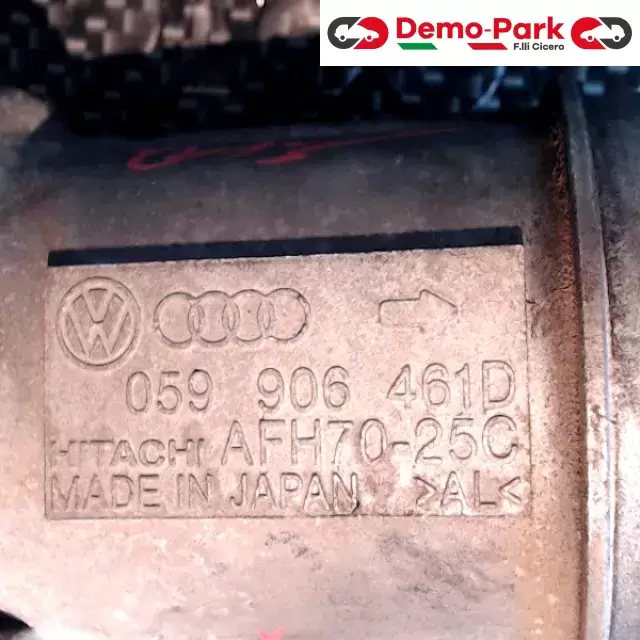 Demo-Park
F.lli Cicero
059 906 461D
HITACHI AFH70-25C
MADE IN JAPAN >AL<